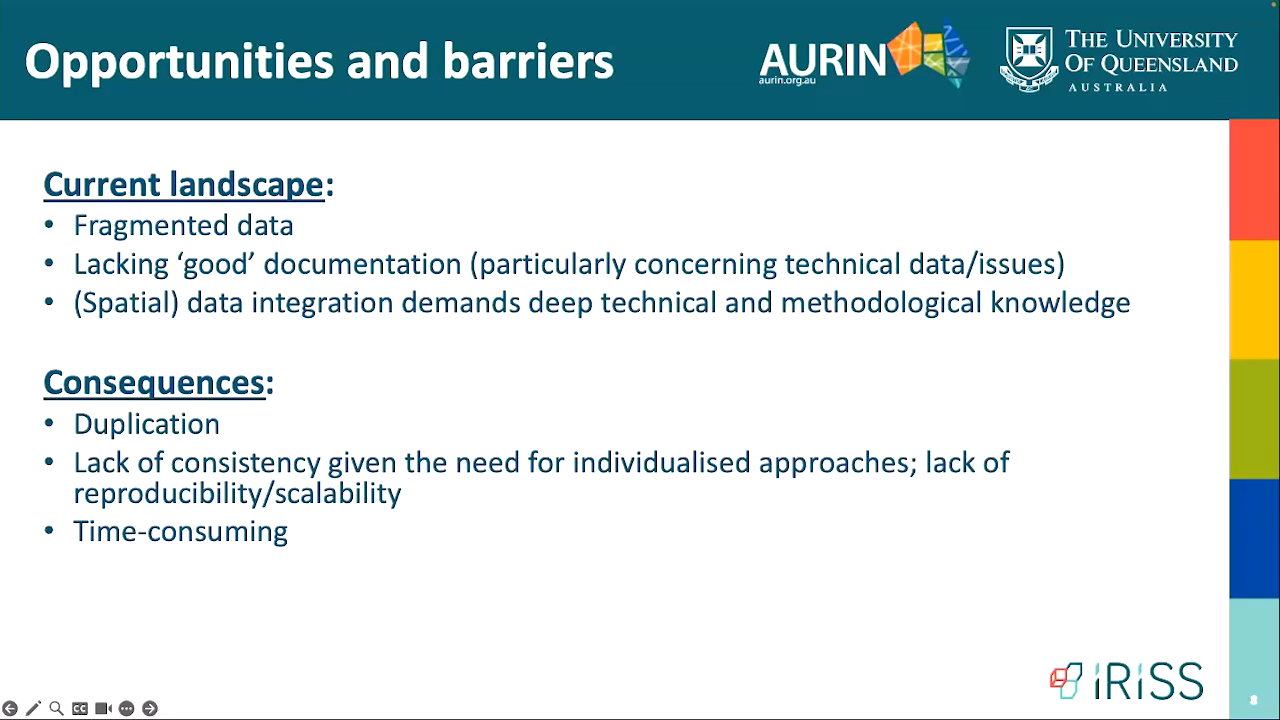 Opportunities and barriers
AURIN
aurin.org.au
THE UNIVERSITY
OF QUEENSLAND
AUSTRALIA
Current landscape:
• Fragmented data
• Lacking ‘good’ documentation (particularly concerning technical data/issues)
• (Spatial) data integration demands deep technical and methodological knowledge
Consequences:
• Duplication
• Lack of consistency given the need for individualised approaches; lack of
reproducibility/scalability
• Time-consuming
iRiSS
8
CC